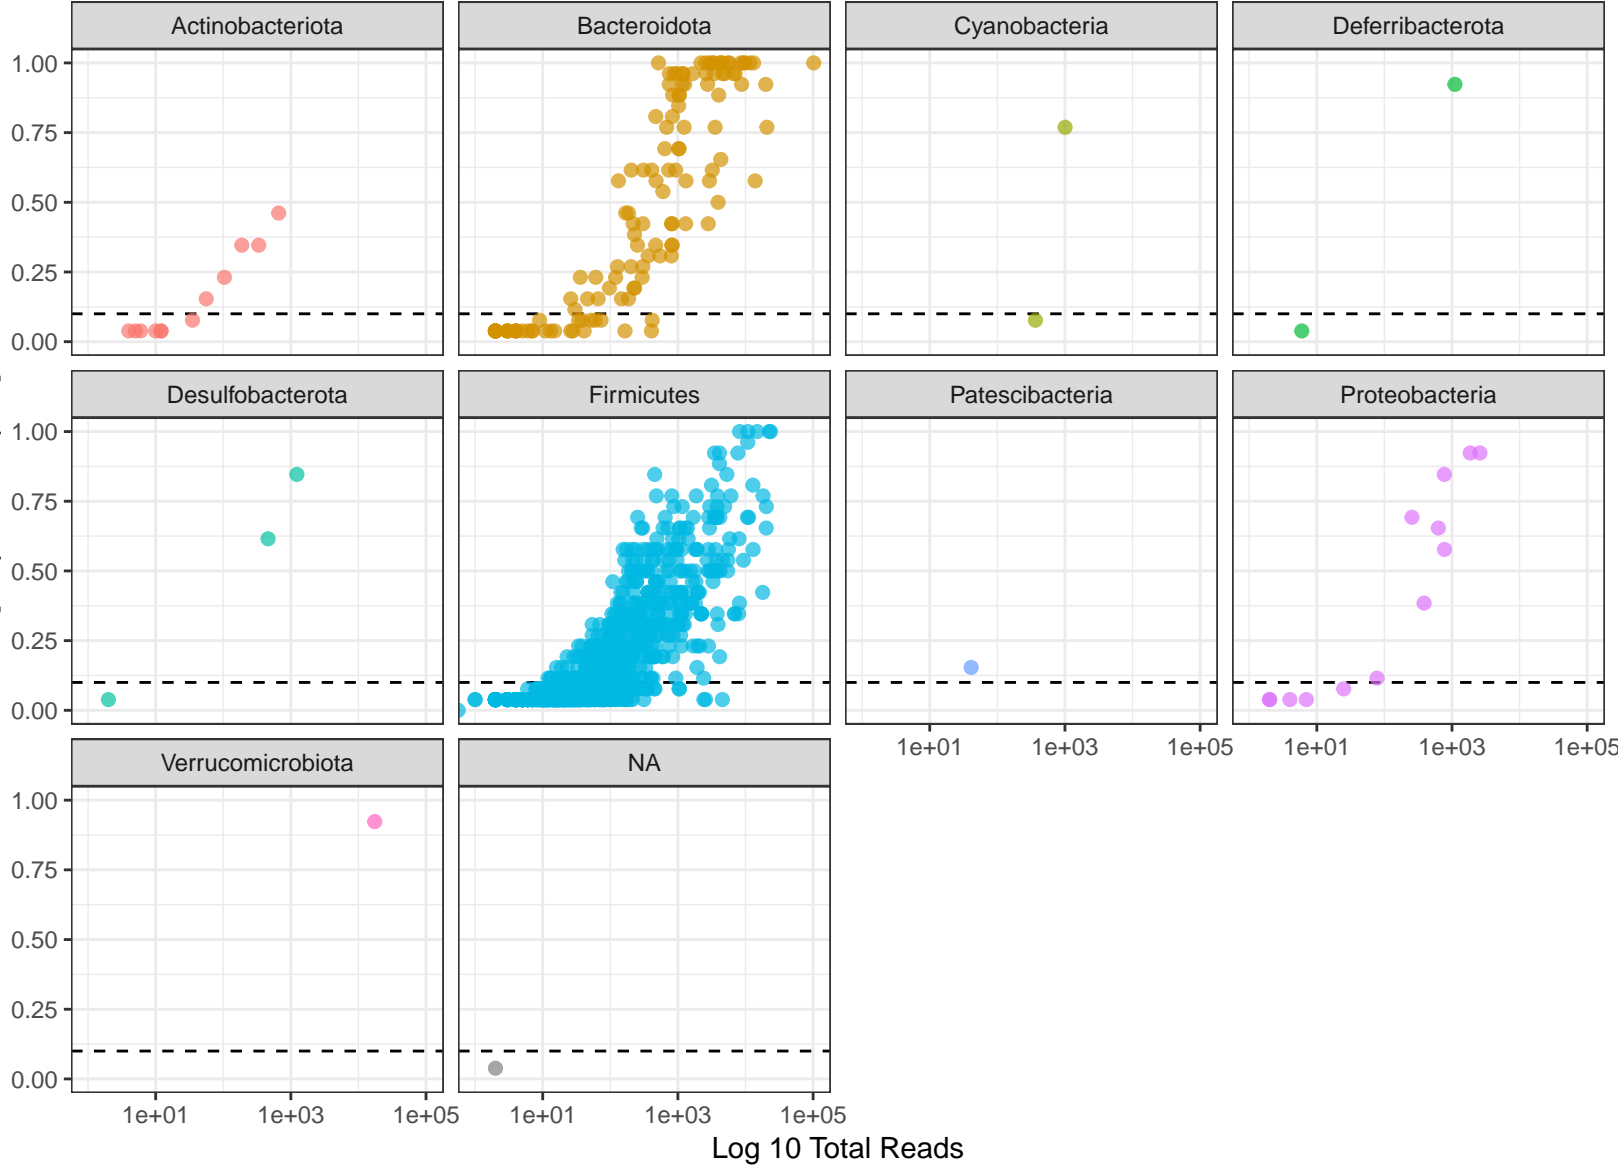 Actinobacteriota Bacteroidota Cyanobacteria Deferribacterota
1.00
0.75
0.50
0.25
0.00
Desulfobacterota Firmicutes Patescibacteria Proteobacteria
1.00
0.75
0.50
0.25
0.00
1e+01 1e+03 1e+05 1e+01 1e+03 1e+05
Verrucomicrobiota NA
1.00
0.75
0.50
0.25
0.00
1e+01 1e+03 1e+05 1e+01 1e+03 1e+05
Log 10 Total Reads